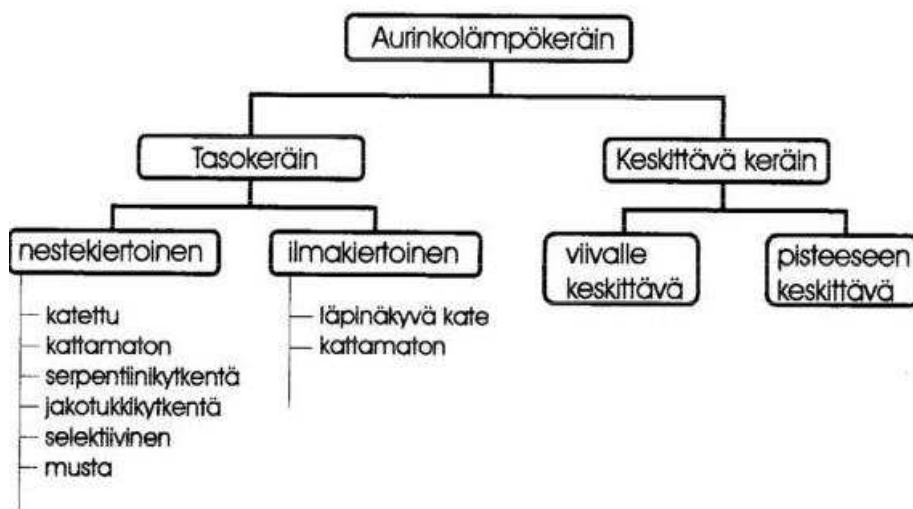 Aurinkolämpökeräin
Tasokeräin
Keskittävä keräin
nestekiertoinen
ilmakiertoinen
viivalle
keskittävä
pisteeseen
keskittävä
katettu
kattamaton
serpentiinikytkentä
jakotukkikytkentä
selektiivinen
musta
läpinäkyvä kate
kattamaton